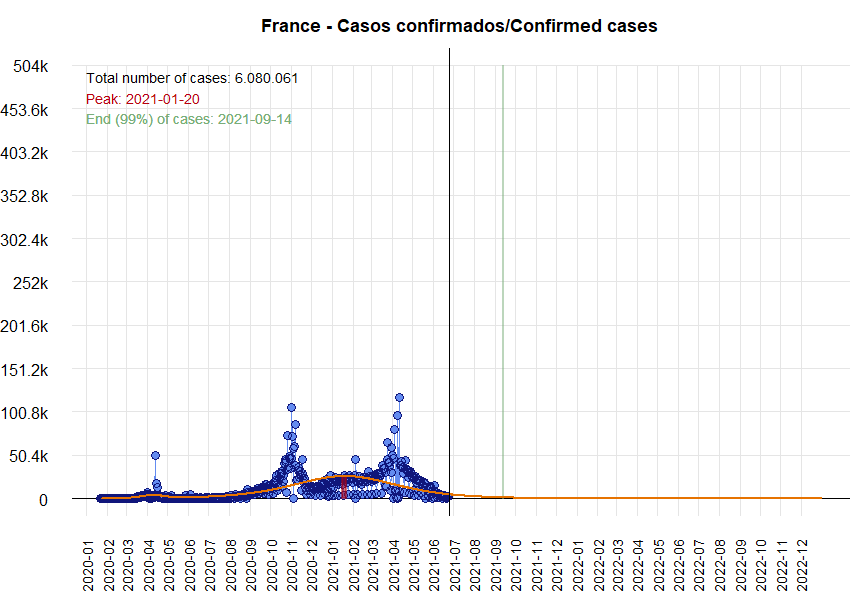 France - Casos confirmados/Confirmed cases
504k
453.6k
403.2k
352.8k
302.4k
252k
201.6k
151.2k
100.8k
50.4k
0
Total number of cases: 6.080.061
Peak: 2021-01-20
End (99%) of cases: 2021-09-14
2020-01
2020-02
2020-03
2020-04
2020-05
2020-06
2020-07
2020-08
2020-09
2020-10
2020-11
2020-12
2021-01
2021-02
2021-03
2021-04
2021-05
2021-06
2021-07
2021-08
2021-09
2021-10
2021-11
2021-12
2022-01
2022-02
2022-03
2022-04
2022-05
2022-06
2022-07
2022-08
2022-09
2022-10
2022-11
2022-12